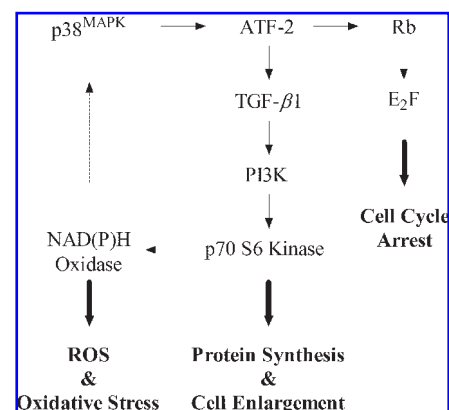 p38MAPK ATF-2 Rb
TGF-β1 E2F
PI3K
Cell Cycle
Arrest
NAD(P)H
Oxidase
p70 S6 Kinase
ROS
&
Oxidative Stress
Protein Synthesis
&
Cell Enlargement